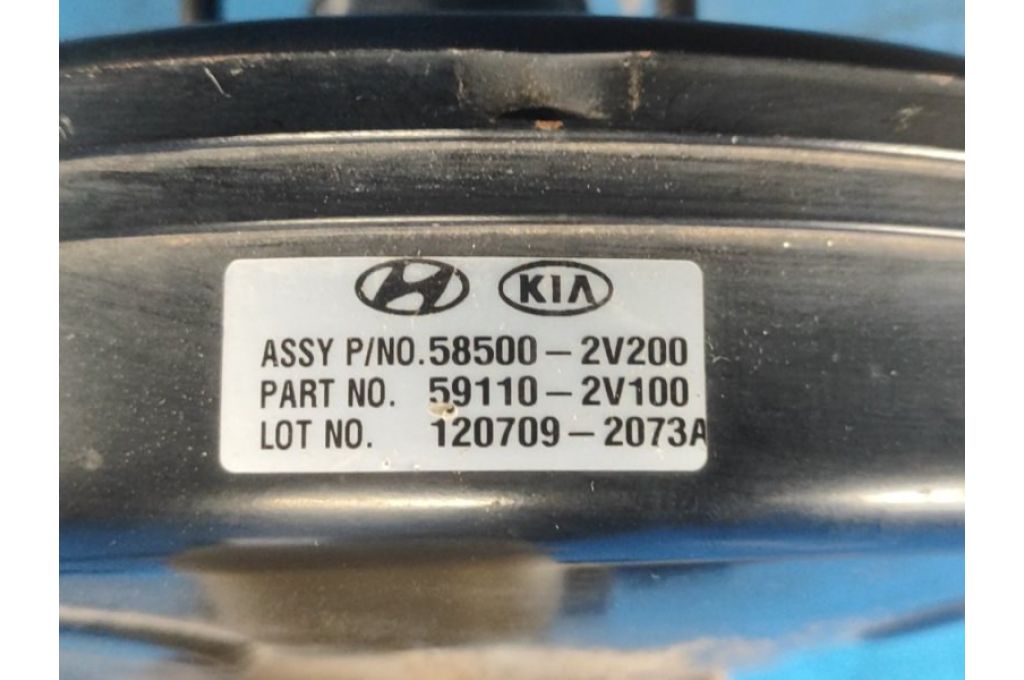 KIA
ASSY P/NO. 58500-2V200
PART NO. 59110-2V100
LOT NO. 120709-2073A